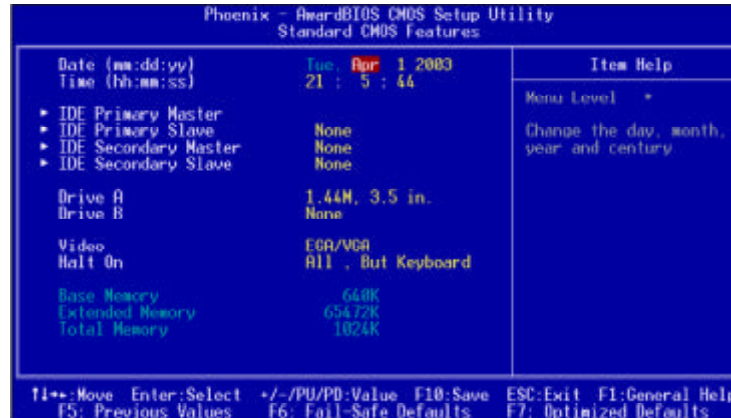 Phoenix - AwardBIOS CMOS Setup Utility
Standard CMOS Features
Date (mm:dd:yy) Tue, Apr 1 2003
Time (hh:mm:ss) 21 : 5 : 44
► IDE Primary Master
► IDE Primary Slave None
► IDE Secondary Master None
► IDE Secondary Slave None
Drive A 1.44M, 3.5 in.
Drive B None
Video EGA/VGA
Halt On All , But Keyboard
Base Memory 640K
Extended Memory 65472K
Total Memory 1024K
Item Help
Menu Level ►
Change the day, month,
year and century
↑↓→←:Move Enter:Select +/-/PU/PD:Value F10:Save ESC:Exit F1:General Help
F5: Previous Values F6: Fail-Safe Defaults F7: Optimized Defaults